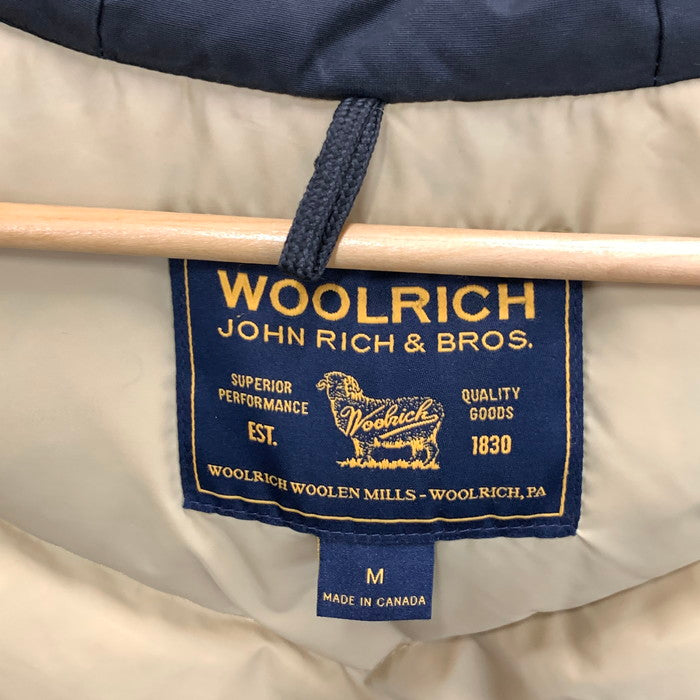 WOOLRICH
JOHN RICH & BROS.
SUPERIOR
PERFORMANCE
EST.
Woolrich
QUALITY
GOODS
1830
WOOLRICH WOOLEN MILLS - WOOLRICH, PA
M
MADE IN CANADA